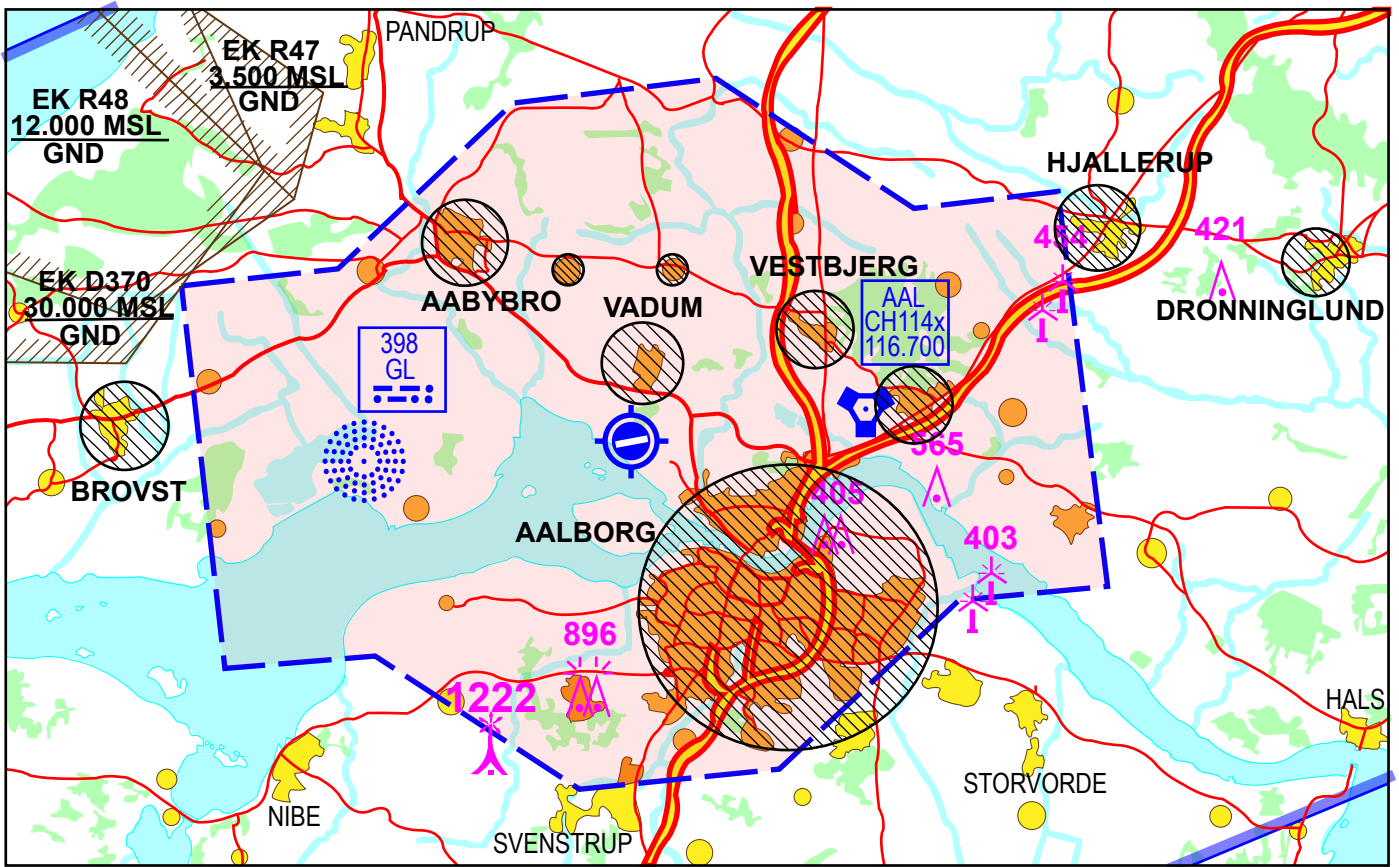 PANDRUP
EK R47
3.500 MSL
GND
EK R48
12.000 MSL
GND
HJALLERUP
454
421
EK D370
30.000 MSL
GND
AABYBRO
VADUM
VESTBJERG
DRONNINGLUND
AAL
CH114x
116.700
398
GL
565
BROVST
405
AALBORG
403
896
1222
HALS
STORVORDE
NIBE
SVENSTRUP